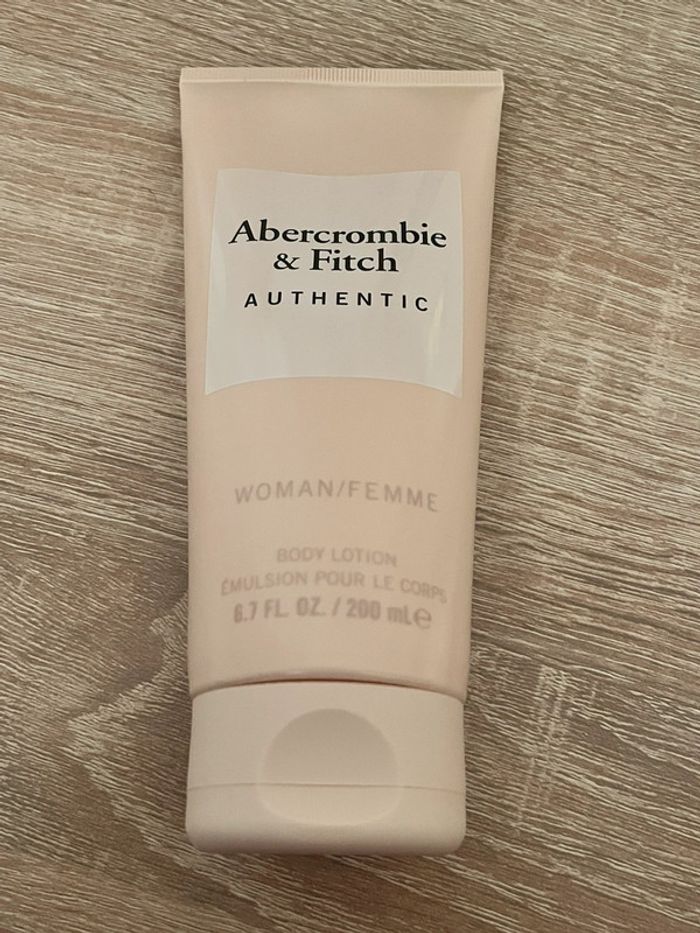 Abercrombie
& Fitch
AUTHENTIC
WOMAN/FEMME
BODY LOTION
ÉMULSION POUR LE CORPS
6.7 FL. OZ. / 200 mL e